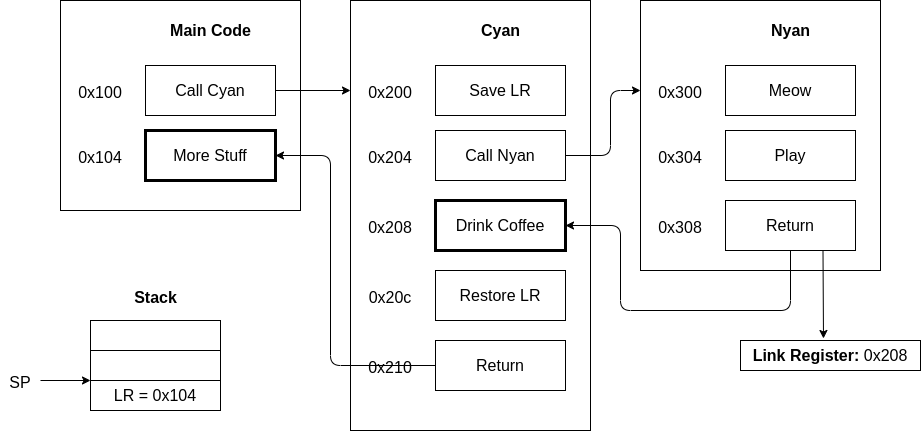 Main Code
0x100
Call Cyan
0x104
More Stuff
Cyan
0x200
Save LR
0x204
Call Nyan
0x208
Drink Coffee
0x20c
Restore LR
0x210
Return
Nyan
0x300
Meow
0x304
Play
0x308
Return
Link Register: 0x208
Stack
SP
LR = 0x104